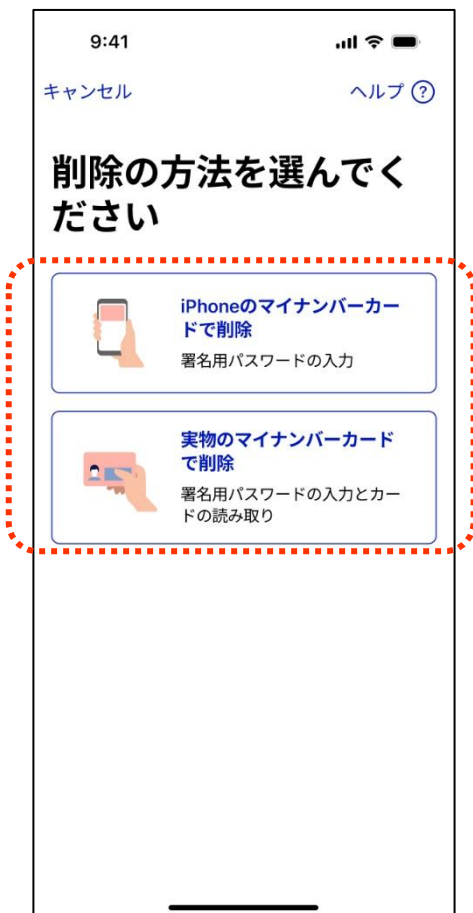 9:41
キャンセル
ヘルプ ?
削除の方法を選んでく
ださい
iPhoneのマイナンバーカー
ドで削除
署名用パスワードの入力
実物のマイナンバーカード
で削除
署名用パスワードの入力とカー
ドの読み取り